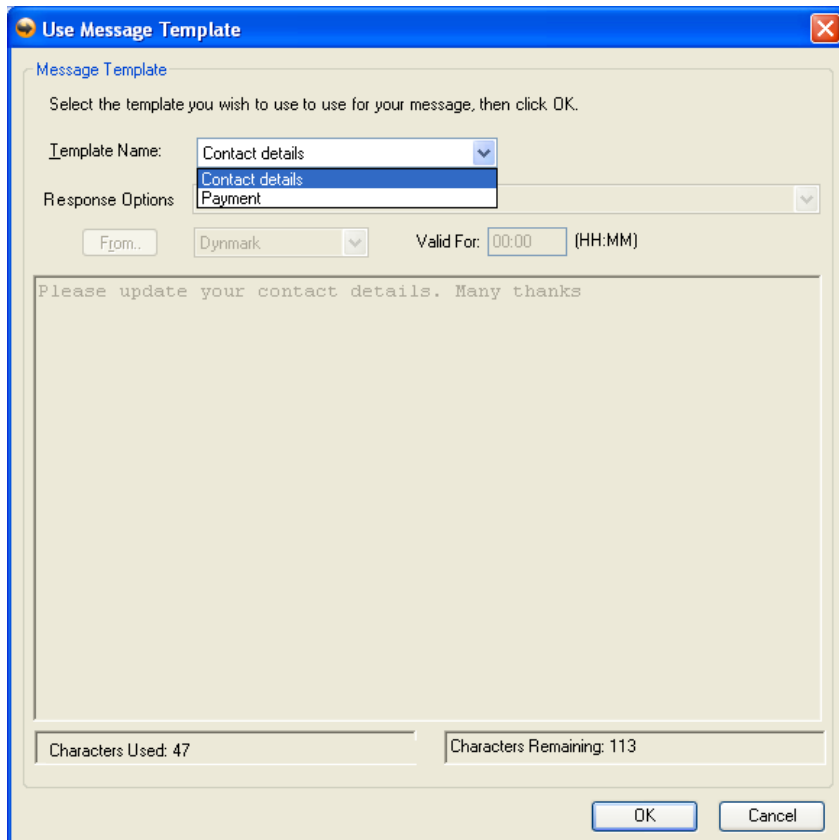 Use Message Template
Message Template
Select the template you wish to use to use for your message, then click OK.
Template Name: Contact details
Contact details
Response Options Payment
From.. Dynmark Valid For: 00:00 (HH:MM)
Please update your contact details. Many thanks
Characters Used: 47 Characters Remaining: 113
OK Cancel